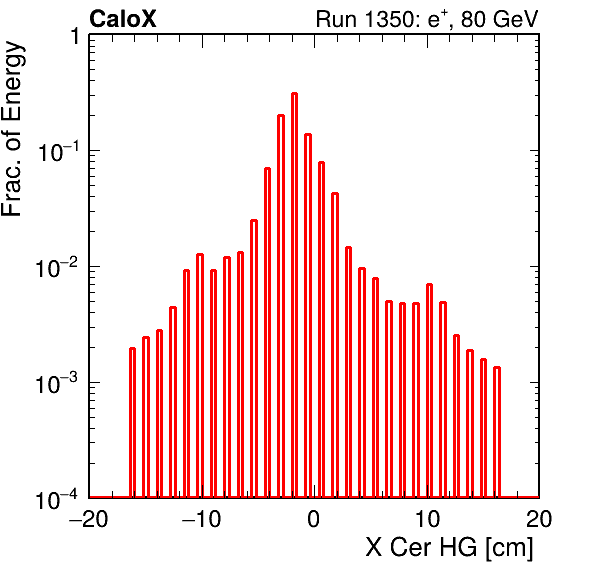 CaloX Run 1350: e⁺, 80 GeV
Frac. of Energy
1
10⁻¹
10⁻²
10⁻³
10⁻⁴
−20 −10 0 10 20
X Cer HG [cm]